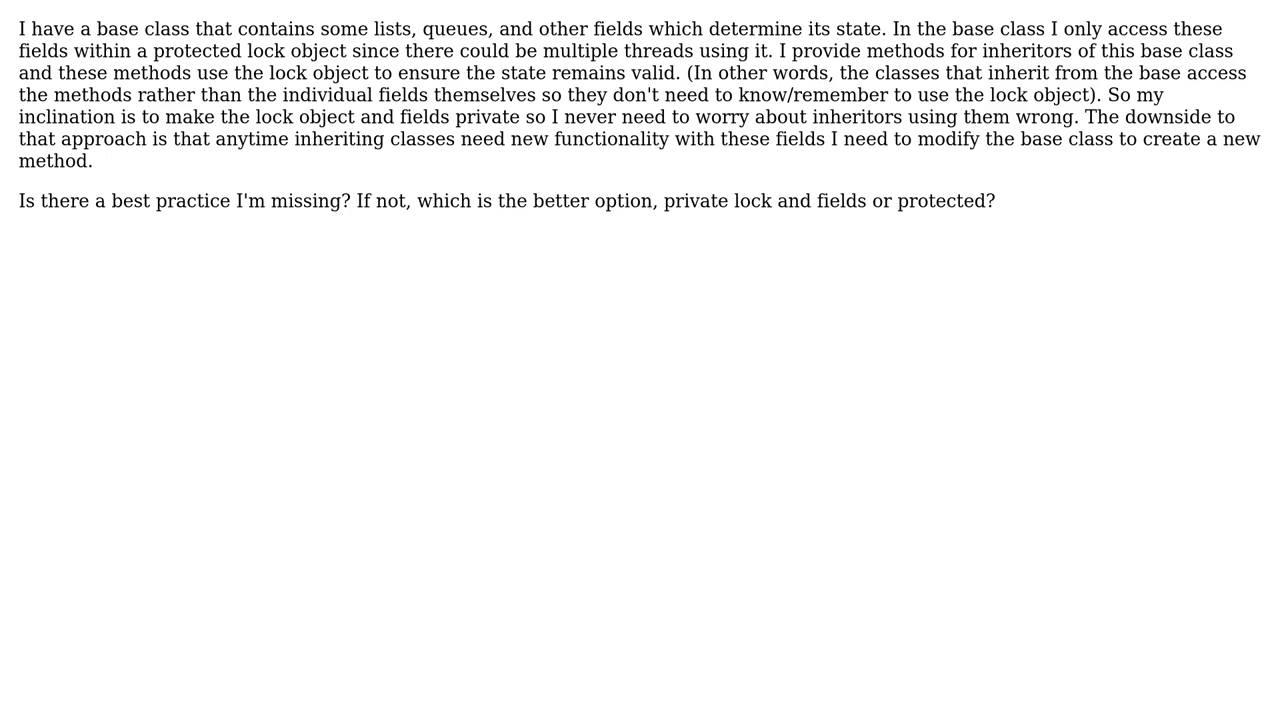 I have a base class that contains some lists, queues, and other fields which determine its state. In the base class I only access these
fields within a protected lock object since there could be multiple threads using it. I provide methods for inheritors of this base class
and these methods use the lock object to ensure the state remains valid. (In other words, the classes that inherit from the base access
the methods rather than the individual fields themselves so they don't need to know/remember to use the lock object). So my
inclination is to make the lock object and fields private so I never need to worry about inheritors using them wrong. The downside to
that approach is that anytime inheriting classes need new functionality with these fields I need to modify the base class to create a new
method.
Is there a best practice I'm missing? If not, which is the better option, private lock and fields or protected?